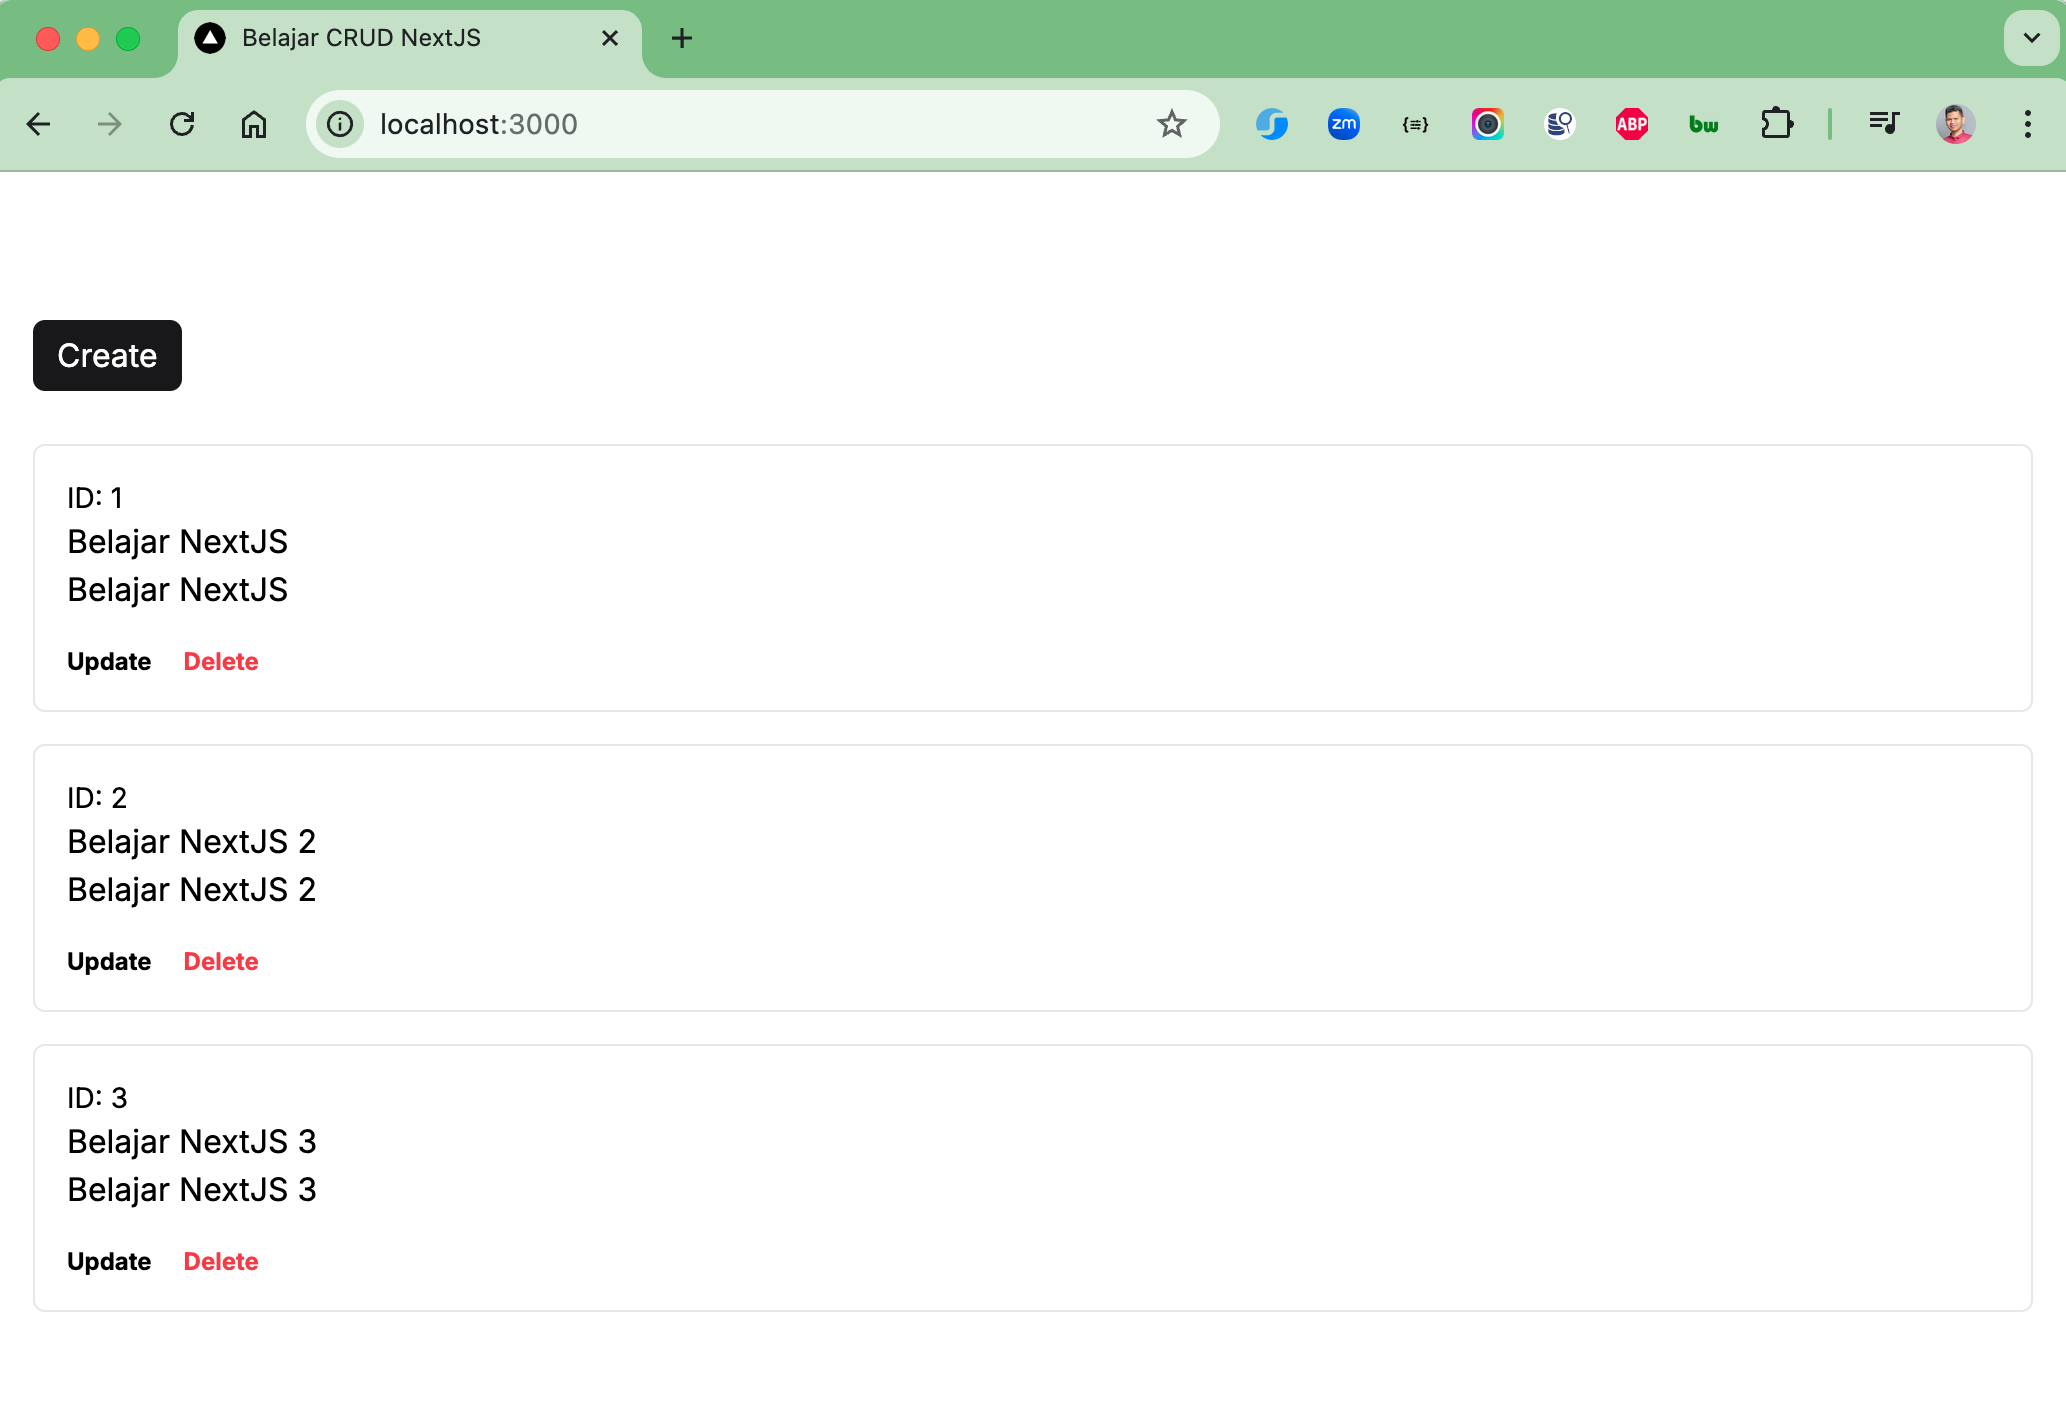 Belajar CRUD NextJS
localhost:3000
zm
{≡}
ABP
bw
Create
ID: 1
Belajar NextJS
Belajar NextJS
Update Delete
ID: 2
Belajar NextJS 2
Belajar NextJS 2
Update Delete
ID: 3
Belajar NextJS 3
Belajar NextJS 3
Update Delete